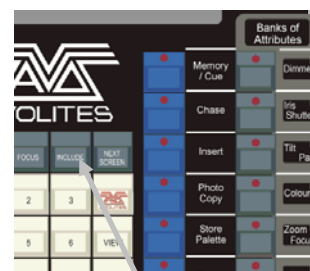 Banks of
Attributes
Memory
/ Cue
Dimme
Chase
Iris
Shutte
OLITES
Insert
Tilt
Pa
FOCUS
INCLUDE
NEXT
SCREEN
Photo
Copy
Colour
2
3
Store
Palette
Zoom
Focu
5
6
VIEW